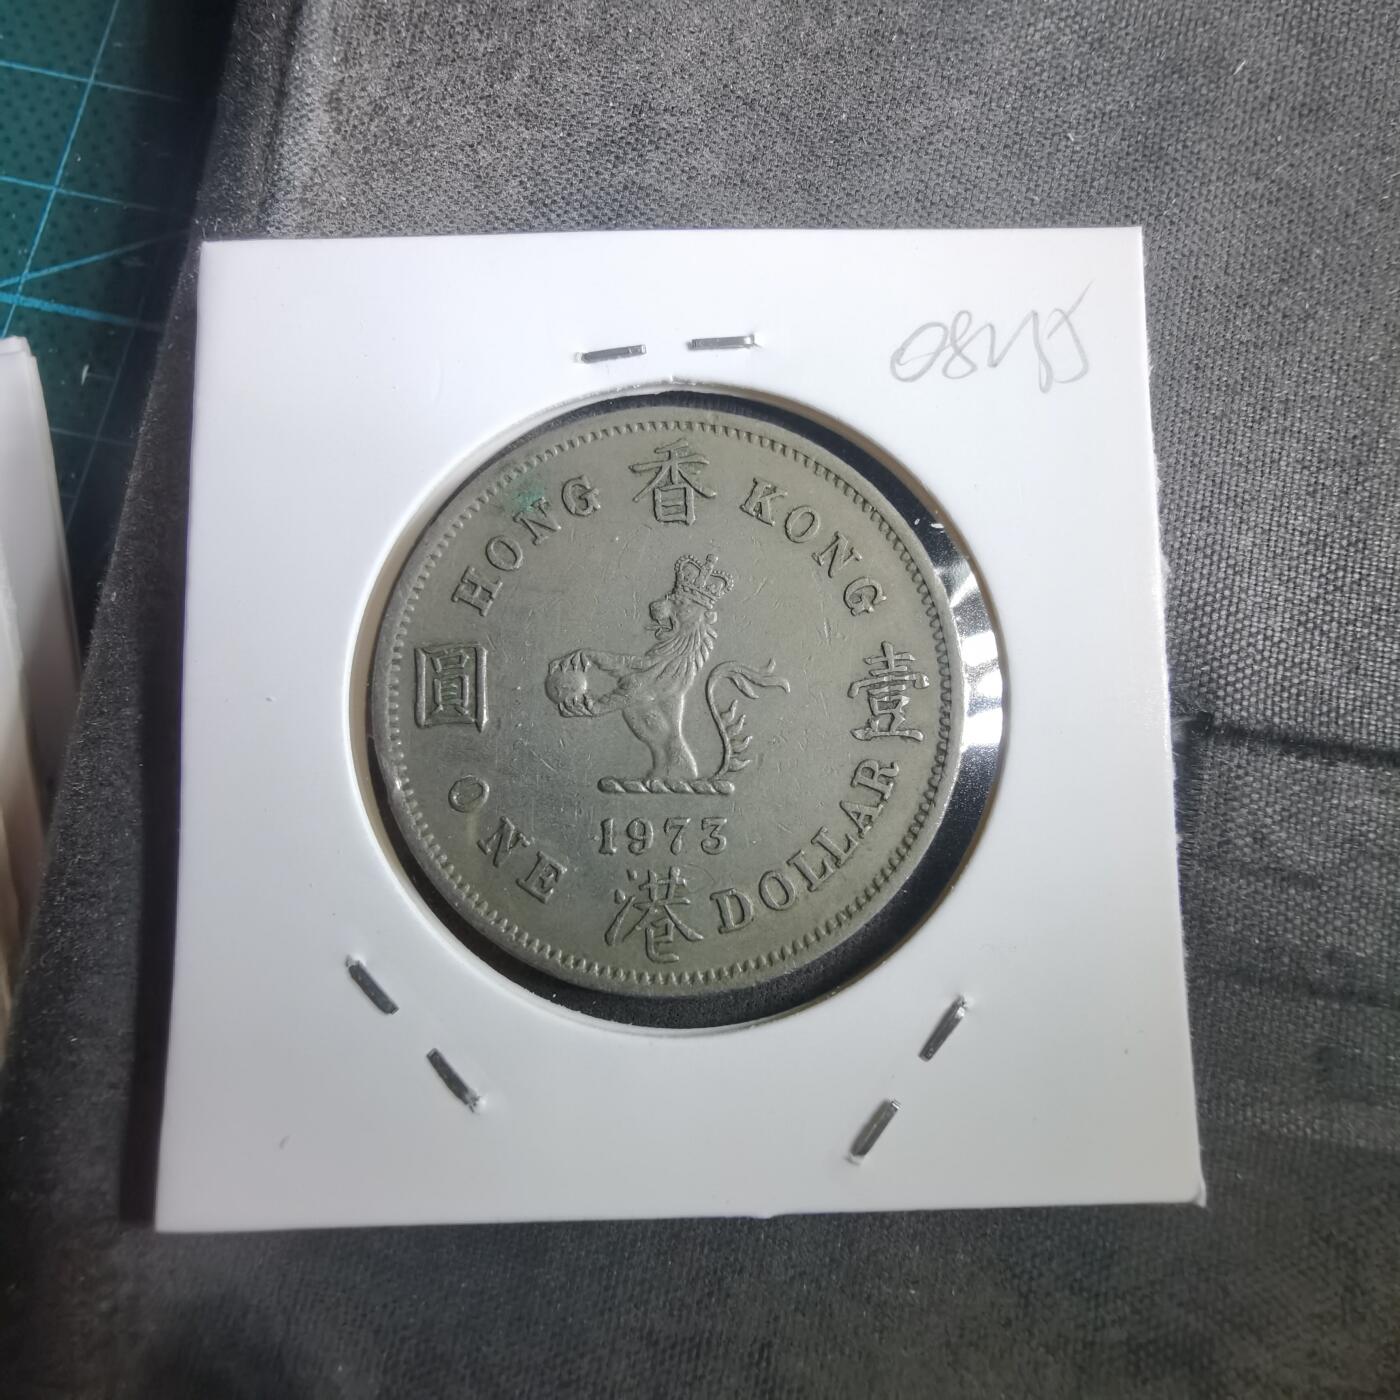 HONG 香 KONG
圓 壹
ONE 港 DOLLAR
1973